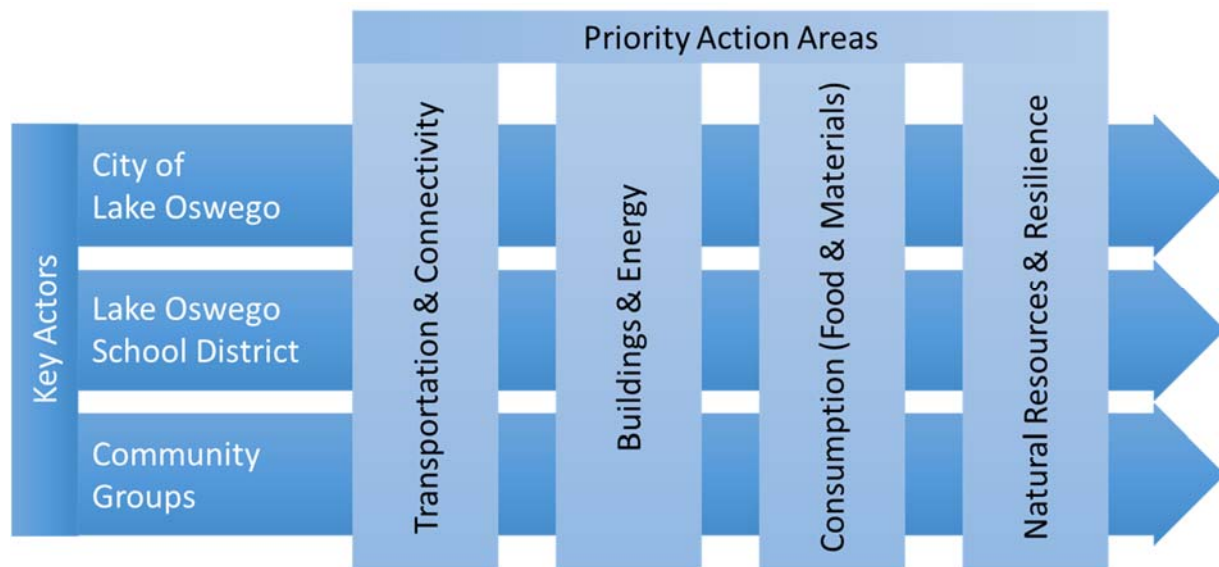 Priority Action Areas
Key Actors
City of
Lake Oswego
Lake Oswego
School District
Community
Groups
Transportation & Connectivity
Buildings & Energy
Consumption (Food & Materials)
Natural Resources & Resilience